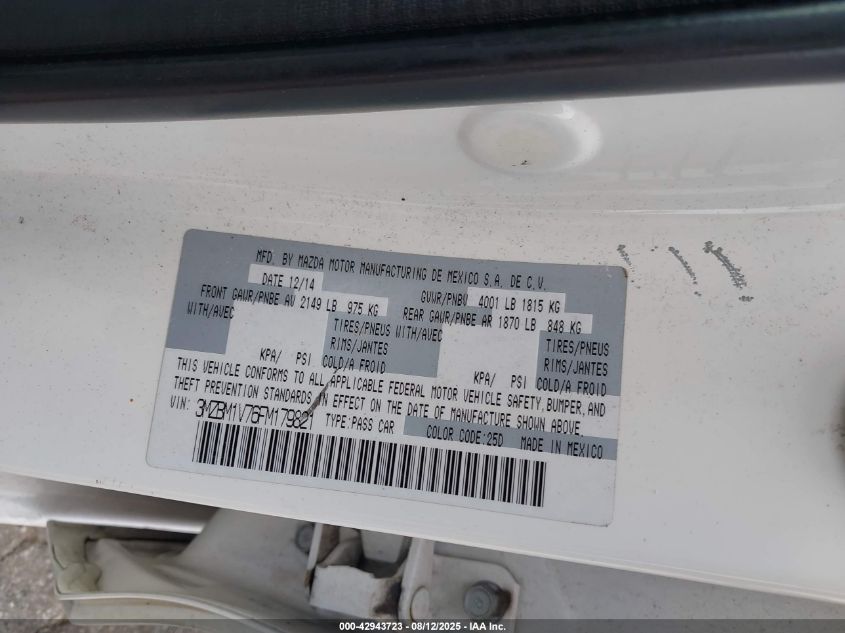 MFD. BY MAZDA MOTOR MANUFACTURING DE MEXICO S.A. DE C.V.
DATE 12/14 GVWR/PNBV 4001 LB 1815 KG
FRONT GAWR/PNBE AV 2149 LB 975 KG REAR GAWR/PNBE AR 1870 LB 848 KG
WITH/AVEC TIRES/PNEUS WITH/AVEC TIRES/PNEUS
RIMS/JANTES RIMS/JANTES
KPA/ PSI COLD/A FROID KPA/ PSI COLD/A FROID
THIS VEHICLE CONFORMS TO ALL APPLICABLE FEDERAL MOTOR VEHICLE SAFETY, BUMPER, AND
THEFT PREVENTION STANDARDS IN EFFECT ON THE DATE OF MANUFACTURE SHOWN ABOVE.
VIN: 3MZBM1V76FM179821 TYPE:PASS CAR COLOR CODE:25D MADE IN MEXICO
000-42943723 - 08/12/2025 - IAA Inc.